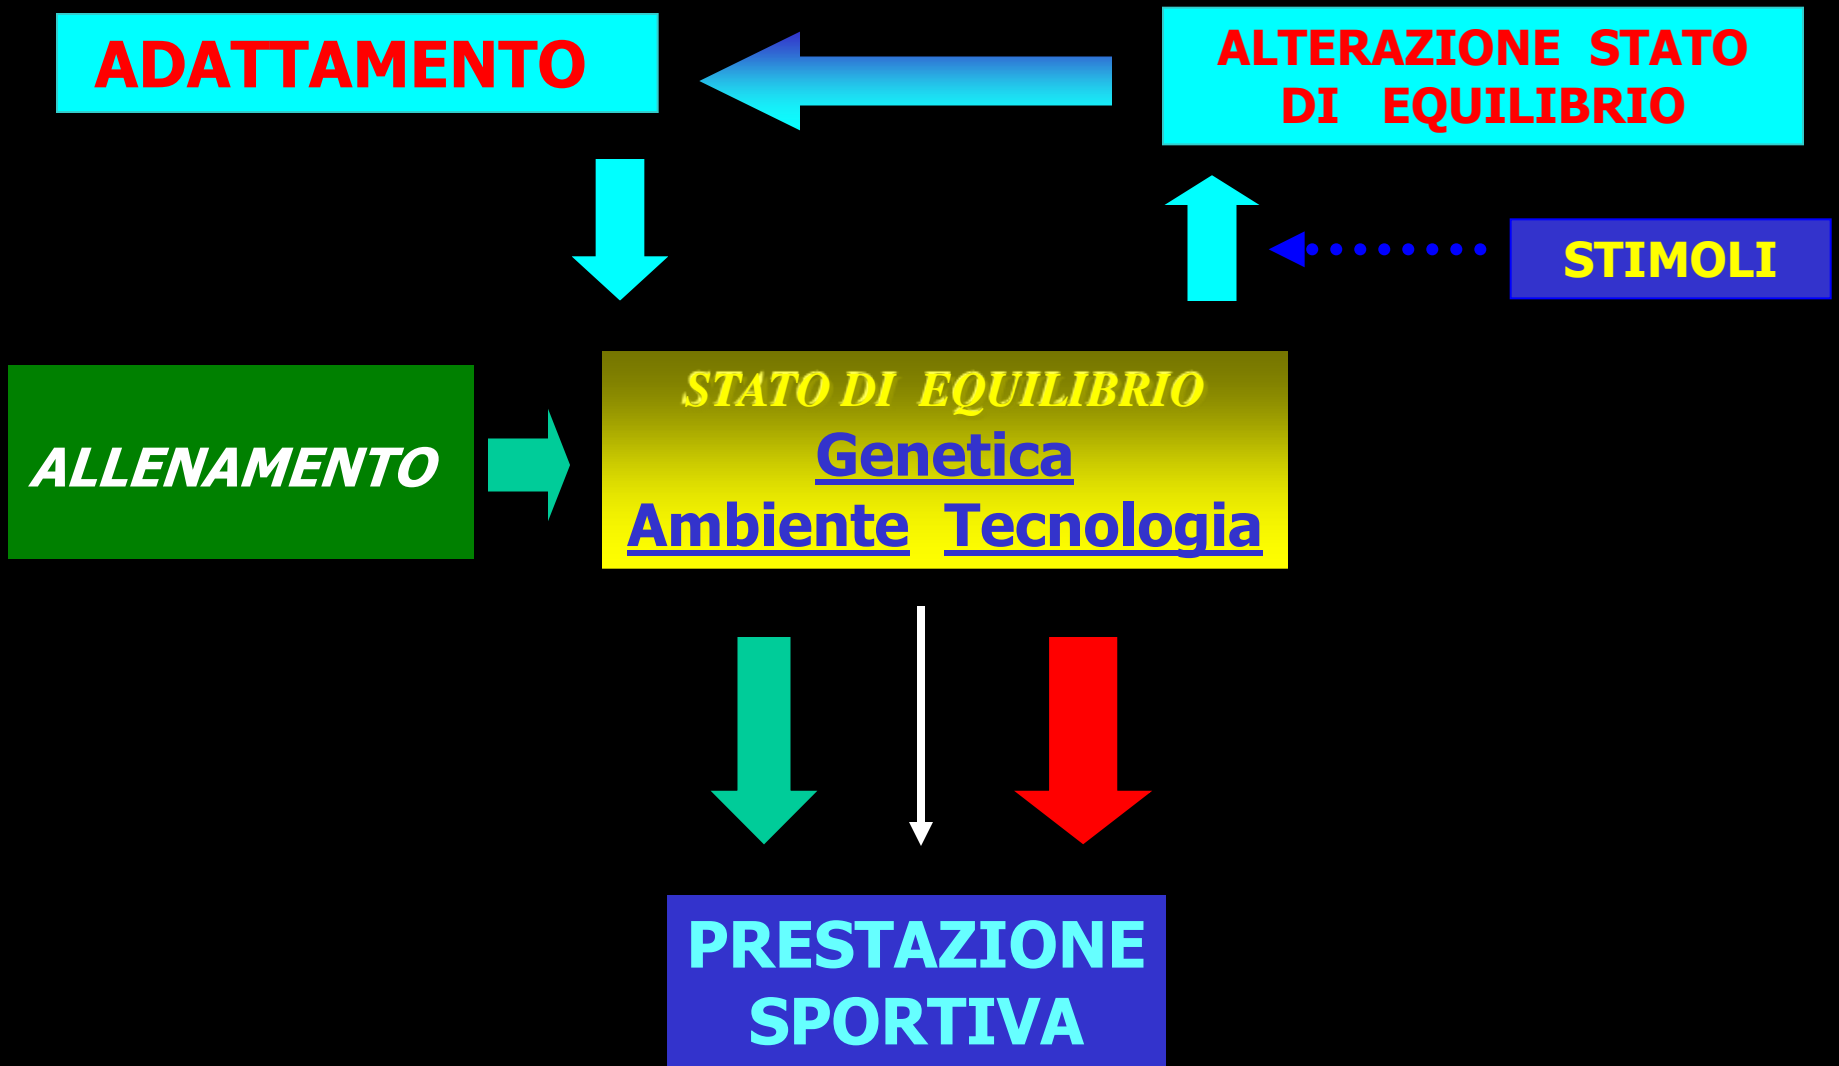 ADATTAMENTO
ALTERAZIONE STATO
DI EQUILIBRIO
STIMOLI
ALLENAMENTO
STATO DI EQUILIBRIO
Genetica
Ambiente Tecnologia
PRESTAZIONE
SPORTIVA